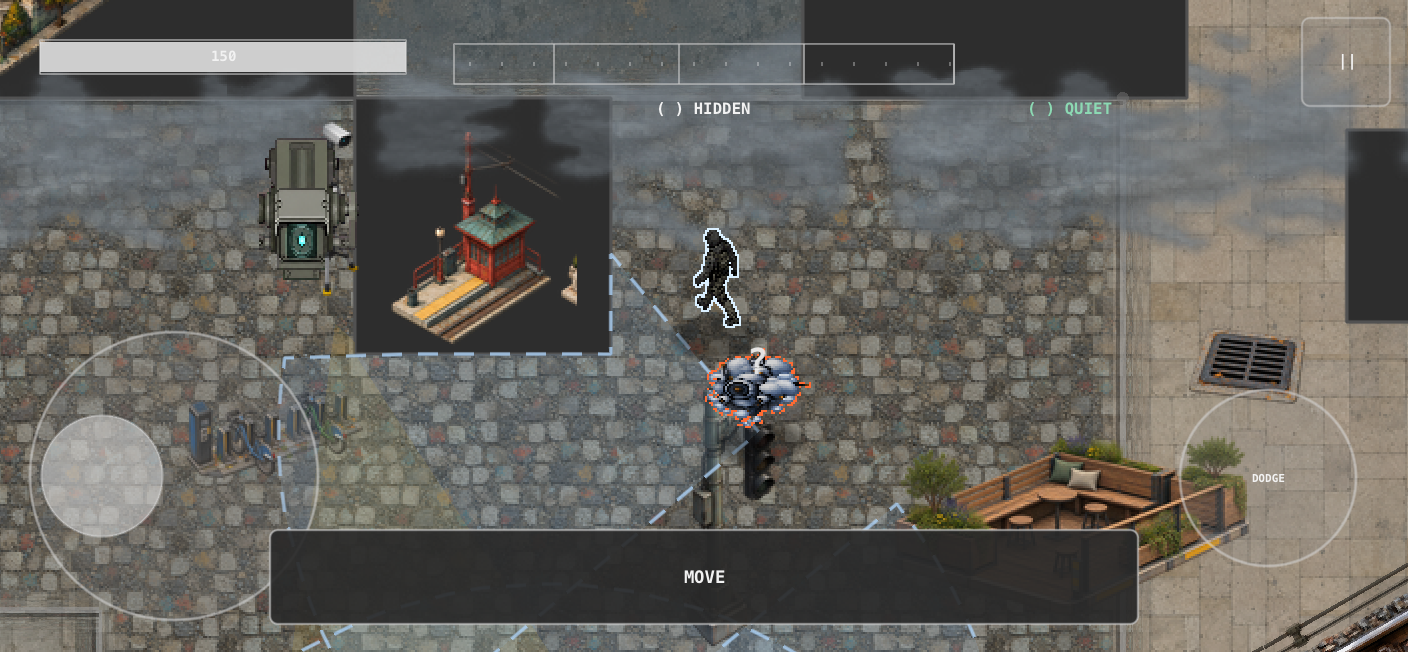 150
( ) HIDDEN
( ) QUIET
||
?
DODGE
MOVE